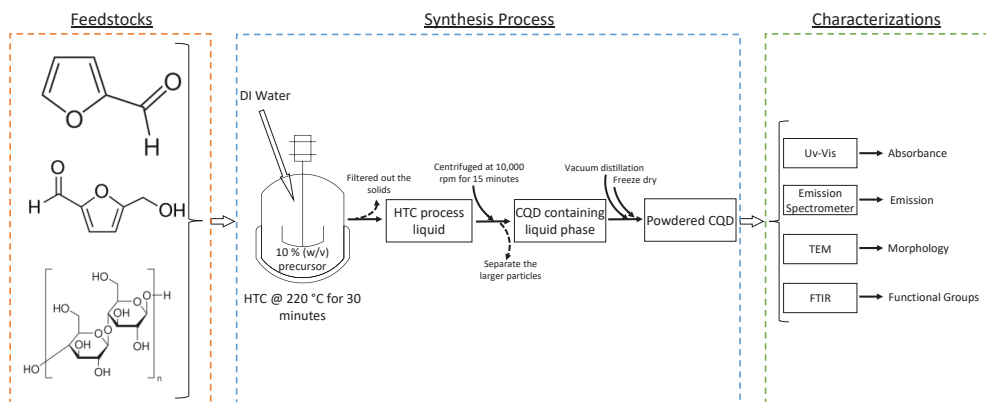 Feedstocks
Synthesis Process
Characterizations
O
O
H
O
H
O
OH
HO
O
O
H
OH
HO
O
OH
O
HO
O
OH
OH
n
DI Water
10 % (w/v)
precursor
HTC @ 220 °C for 30
minutes
Filtered out the
solids
HTC process
liquid
Centrifuged at 10,000
rpm for 15 minutes
CQD containing
liquid phase
Separate the
larger particles
Vacuum distillation
Freeze dry
Powdered CQD
Uv-Vis
Absorbance
Emission
Spectrometer
Emission
TEM
Morphology
FTIR
Functional Groups